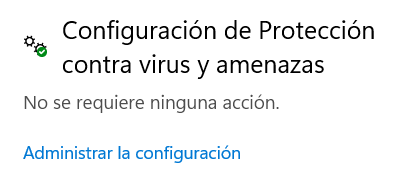 Configuración de Protección
contra virus y amenazas
No se requiere ninguna acción.
Administrar la configuración